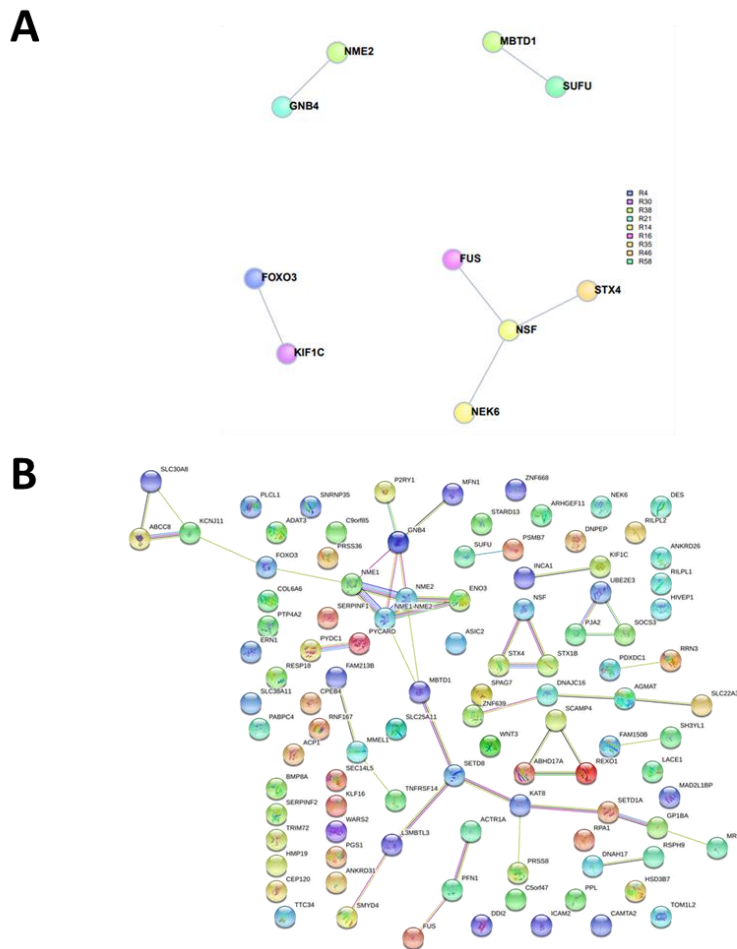 A
NME2
MBTD1
GNB4
SUFU
R4
R30
R38
R21
R14
R16
R35
R46
R58
FUS
FOXO3
STX4
NSF
KIF1C
NEK6
B
SLC30A8
P2RY1
MFN1
ZNF668
PLCL1
SNRNP35
ARHGEF11
NEK6
DES
ABCC8
KCNJ11
ADAT3
C9orf85
STARD13
GNB4
DNPEP
RILPL2
PRSS36
SUFU
PSMB7
FOXO3
NME1
KIF1C
ANKRD26
INCA1
NME2
ENO3
UBE2E3
RILPL1
COL6A6
SERPINF1
NME1-NME2
NSF
HIVEP1
PTP4A2
PYCARD
PJA2
SOCS3
ERN1
PYDC1
ASIC2
STX4
STX1B
RESP18
FAM213B
MBTD1
PDXDC1
RRN3
SPAG7
DNAJC16
AGMAT
SLC38A11
CPEB4
ZNF639
SLC22A3
PABPC4
RNF167
SLC25A11
SCAMP4
SH3YL1
WNT3
FAM150B
ACP1
MMEL1
ABHD17A
REXO1
LACE1
SEC14L5
SETD8
MAD2L1BP
BMP8A
TNFRSF14
KAT8
SETD1A
KLF16
SERPINF2
GP1BA
WARS2
ACTR1A
RPA1
TRIM72
L3MBTL3
RSPH9
PGS1
PRSS8
DNAH17
HMP19
ANKRD31
PFN1
C5orf47
PPL
HSD3B7
CEP120
TTC34
SMYD4
FUS
DDI2
ICAM2
CAMTA2
TOM1L2